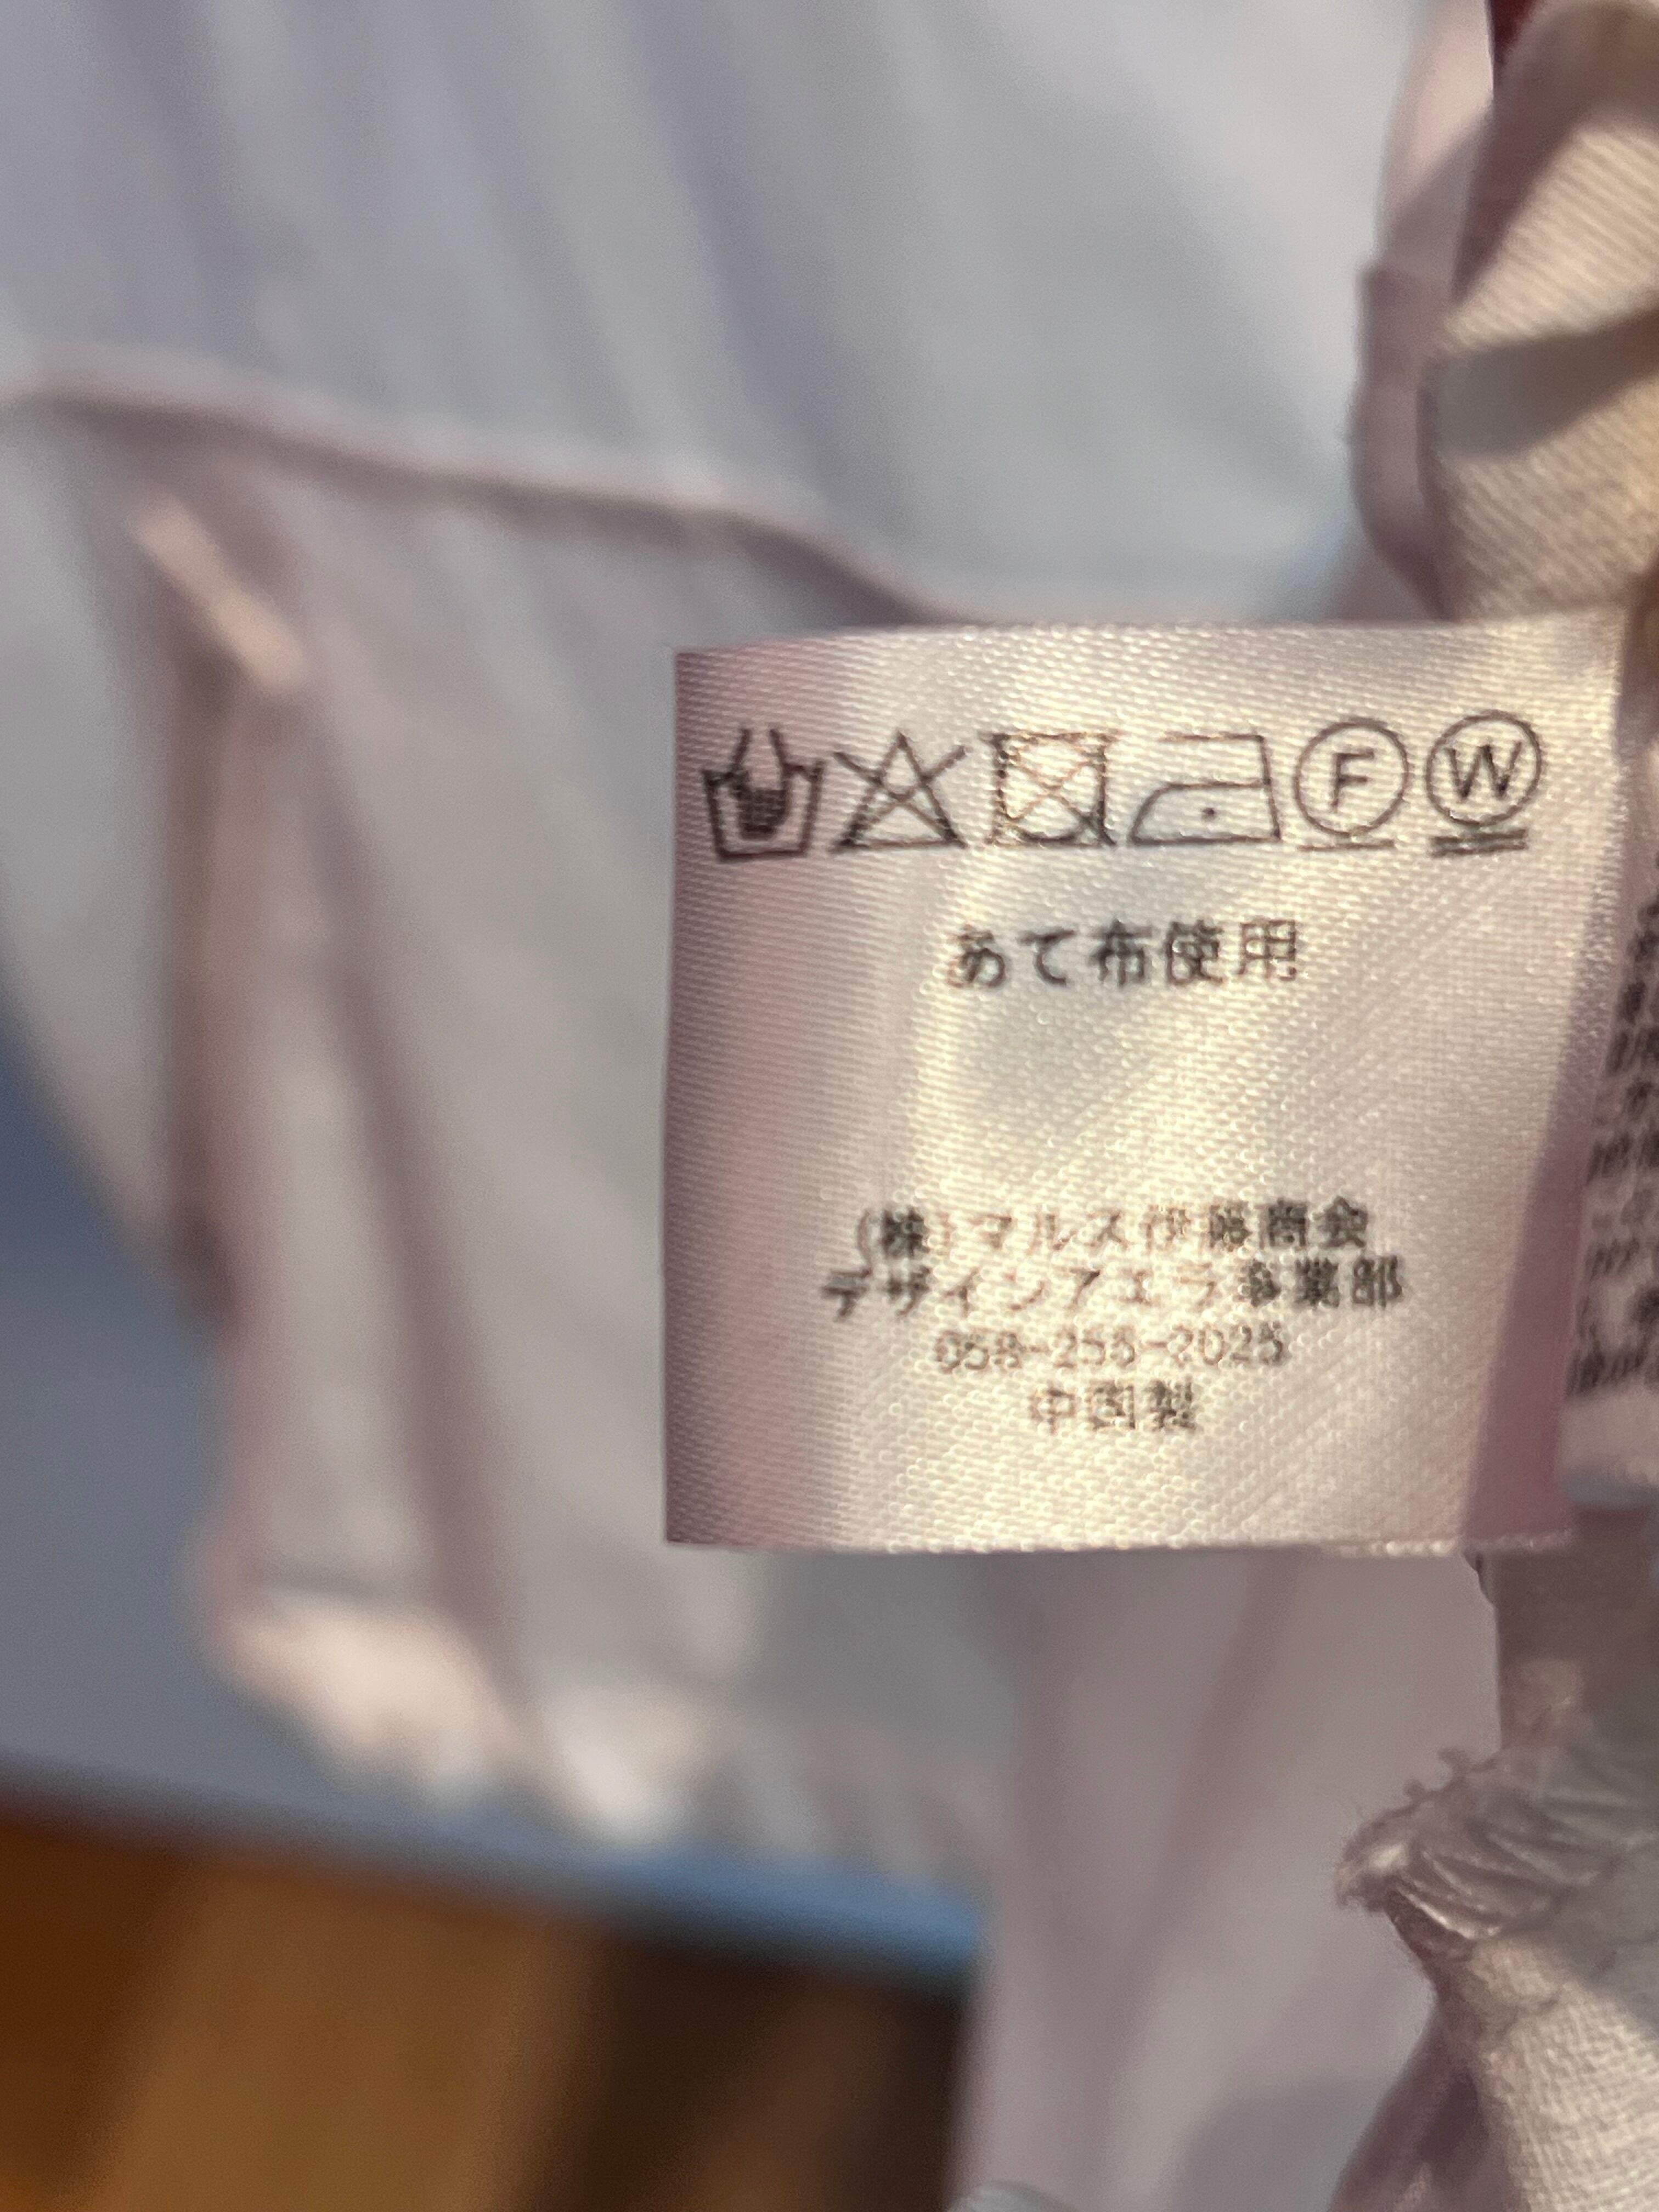 F W
あて布使用
(株)マルス伊藤商会
デザインアエラ事業部
058-256-2025
中国製